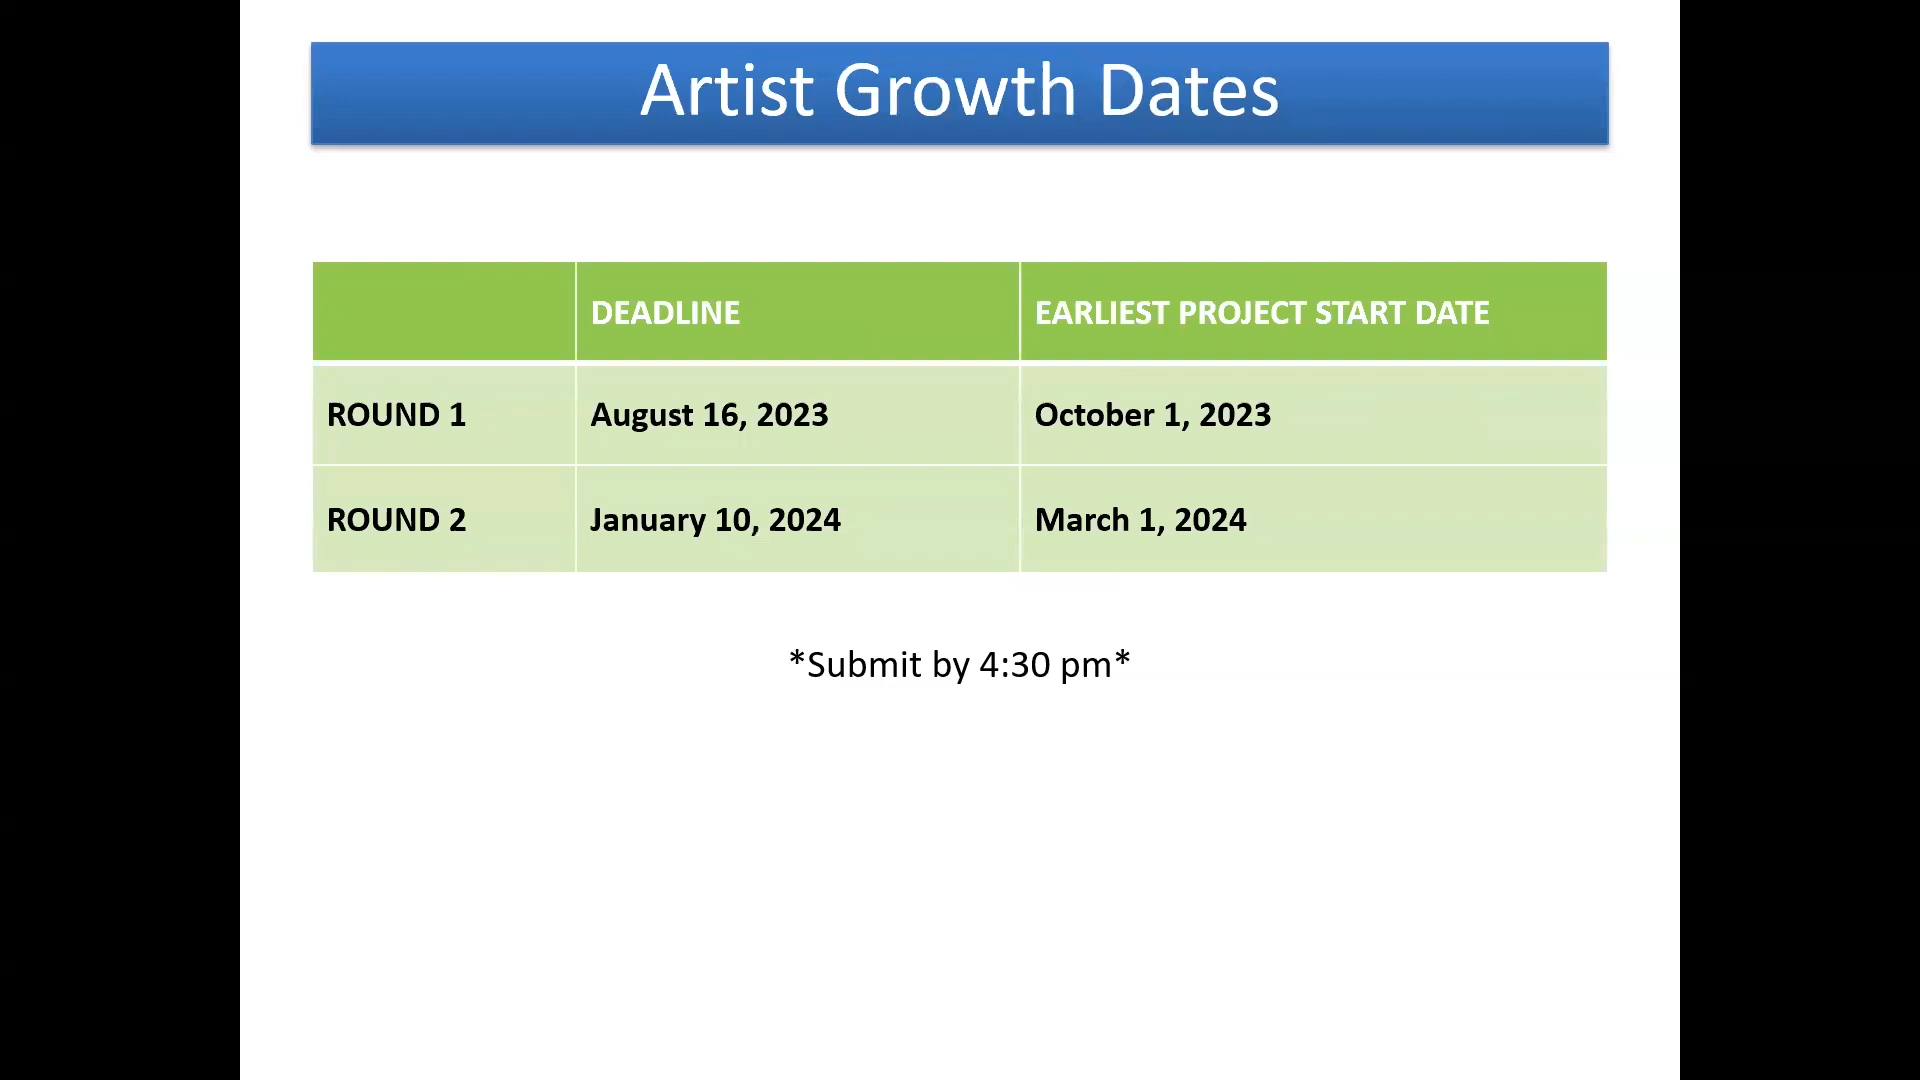 Artist Growth Dates
DEADLINE EARLIEST PROJECT START DATE
ROUND 1 August 16, 2023 October 1, 2023
ROUND 2 January 10, 2024 March 1, 2024
*Submit by 4:30 pm*